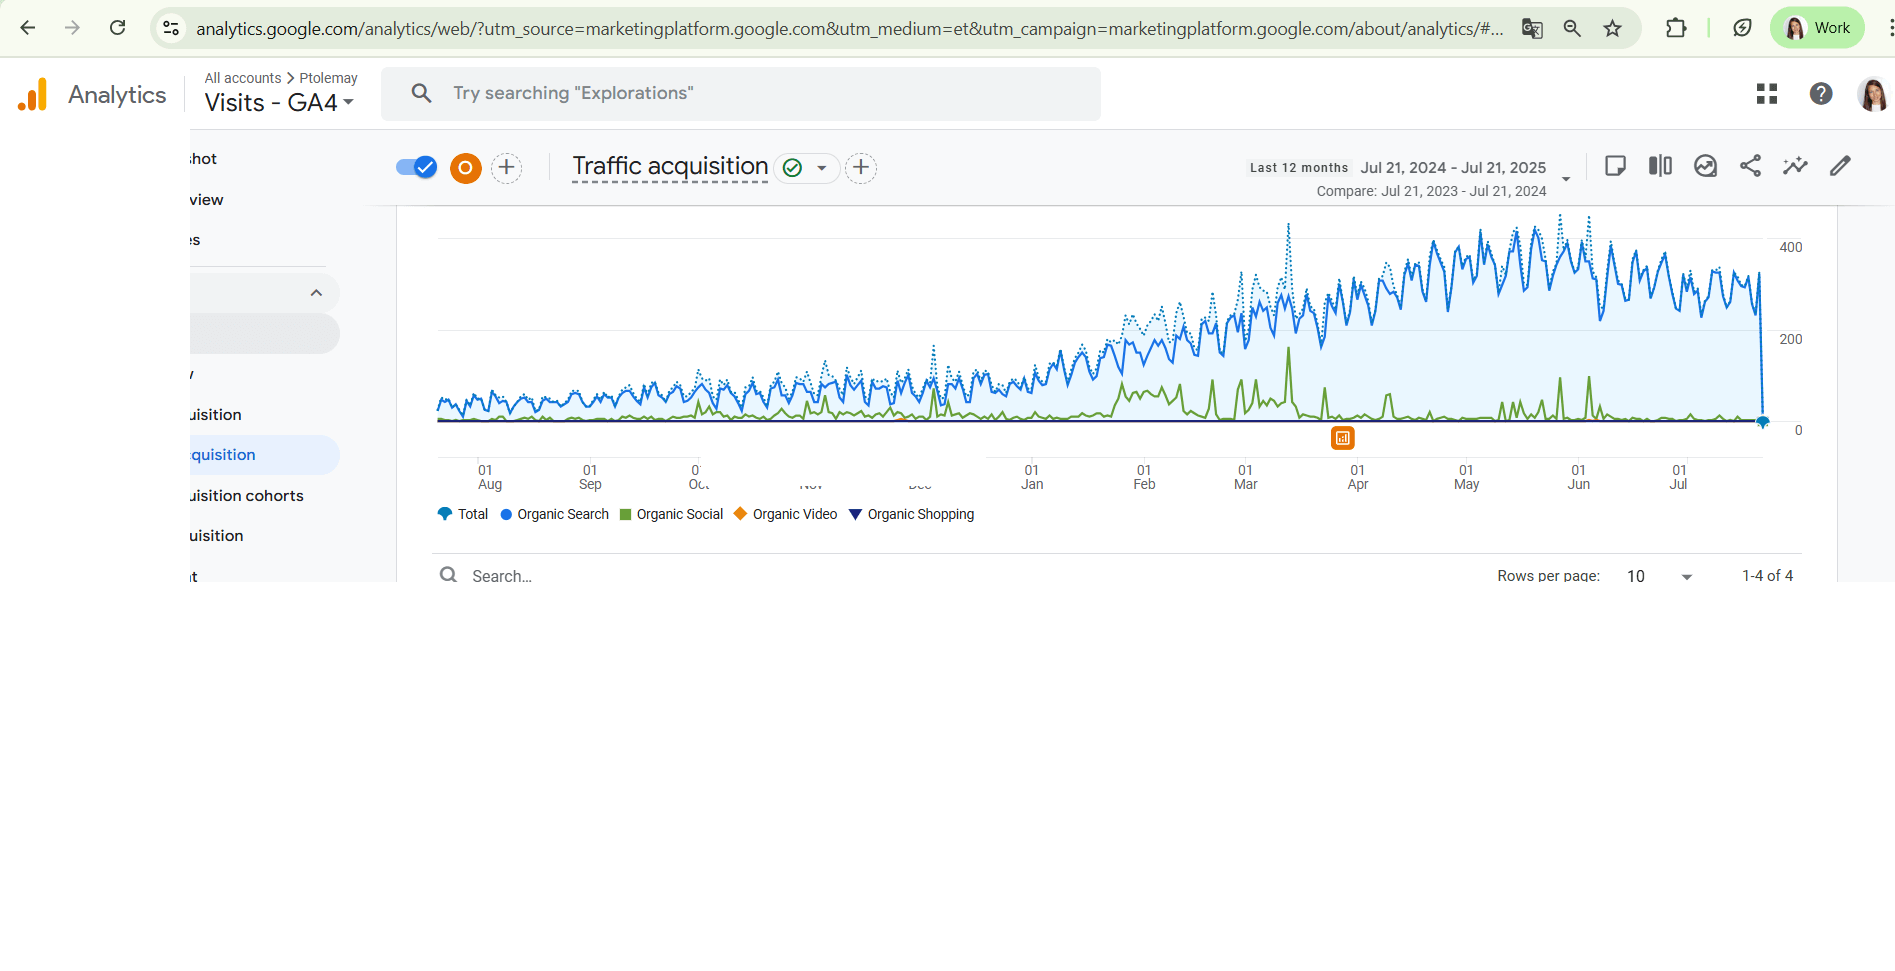 analytics.google.com/analytics/web/?utm_source=marketingplatform.google.com&utm_medium=et&utm_campaign=marketingplatform.google.com/about/analytics/#...
Work
Analytics
All accounts > Ptolemay
Visits - GA4
Try searching "Explorations"
shot
view
es
uisition
quisition
uisition cohorts
uisition
Traffic acquisition
Last 12 months Jul 21, 2024 - Jul 21, 2025
Compare: Jul 21, 2023 - Jul 21, 2024
400
200
0
01 Aug
01 Sep
Oct
01 Jan
01 Feb
01 Mar
01 Apr
01 May
01 Jun
01 Jul
Total Organic Search Organic Social Organic Video Organic Shopping
Search...
Rows per page: 10 1-4 of 4